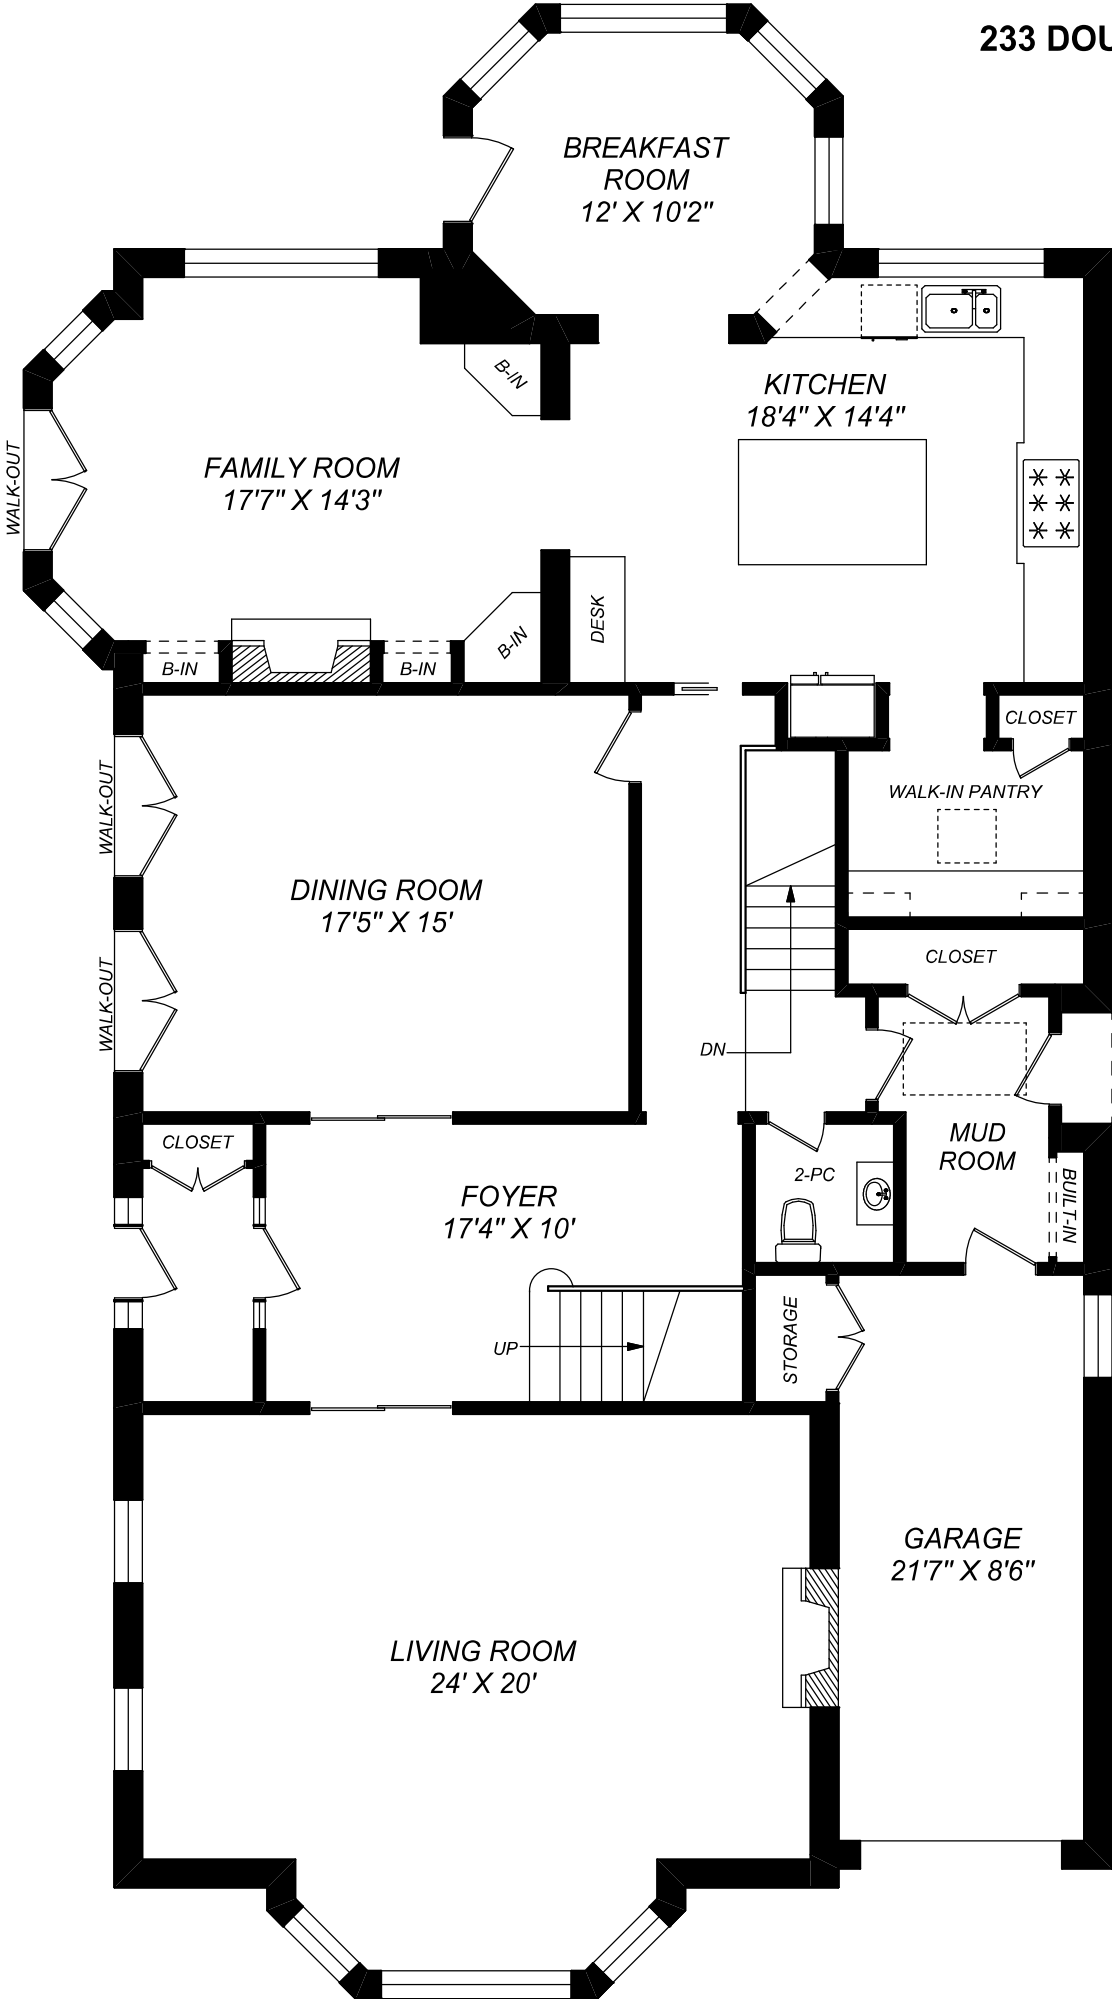 233 DOU
BREAKFAST
ROOM
12' X 10'2"
B-IN
KITCHEN
18'4" X 14'4"
WALK-OUT
FAMILY ROOM
17'7" X 14'3"
DESK
B-IN
B-IN
B-IN
CLOSET
WALK-OUT
WALK-IN PANTRY
DINING ROOM
17'5" X 15'
WALK-OUT
CLOSET
DN
CLOSET
MUD
ROOM
2-PC
BUILT-IN
FOYER
17'4" X 10'
UP
STORAGE
GARAGE
21'7" X 8'6"
LIVING ROOM
24' X 20'